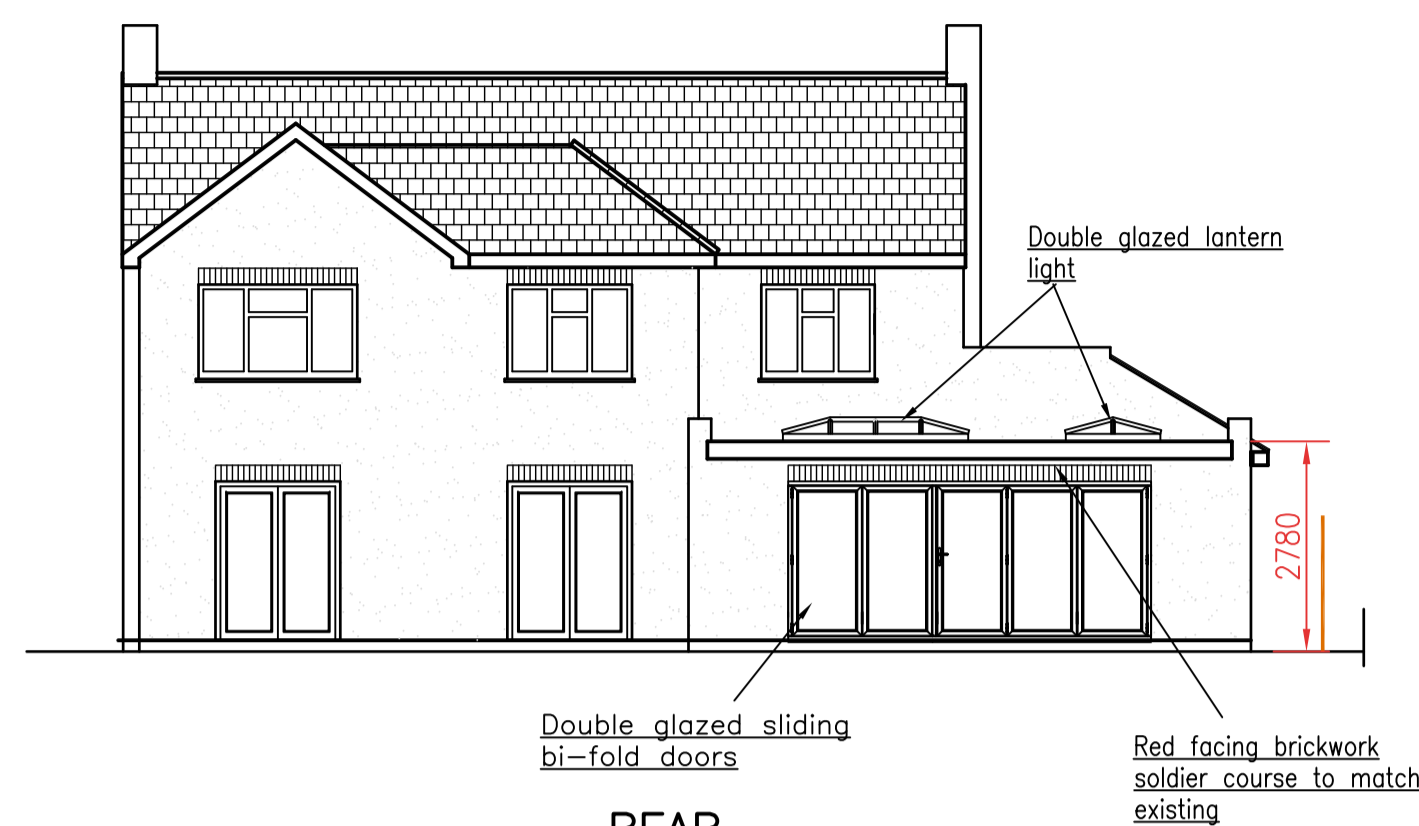 Double glazed lantern
light
2780
Double glazed sliding
bi-fold doors
Red facing brickwork
soldier course to match
existing
REAR